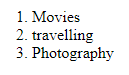 1. Movies
2. travelling
3. Photography